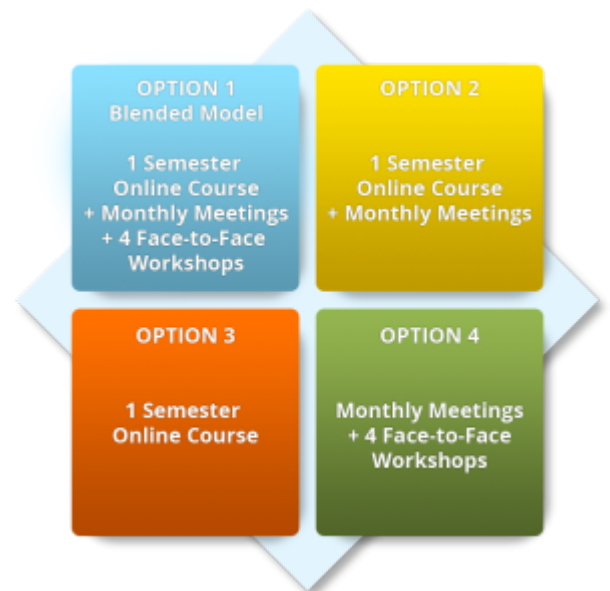 OPTION 1
Blended Model
1 Semester
Online Course
+ Monthly Meetings
+ 4 Face-to-Face
Workshops
OPTION 2
1 Semester
Online Course
+ Monthly Meetings
OPTION 3
1 Semester
Online Course
OPTION 4
Monthly Meetings
+ 4 Face-to-Face
Workshops